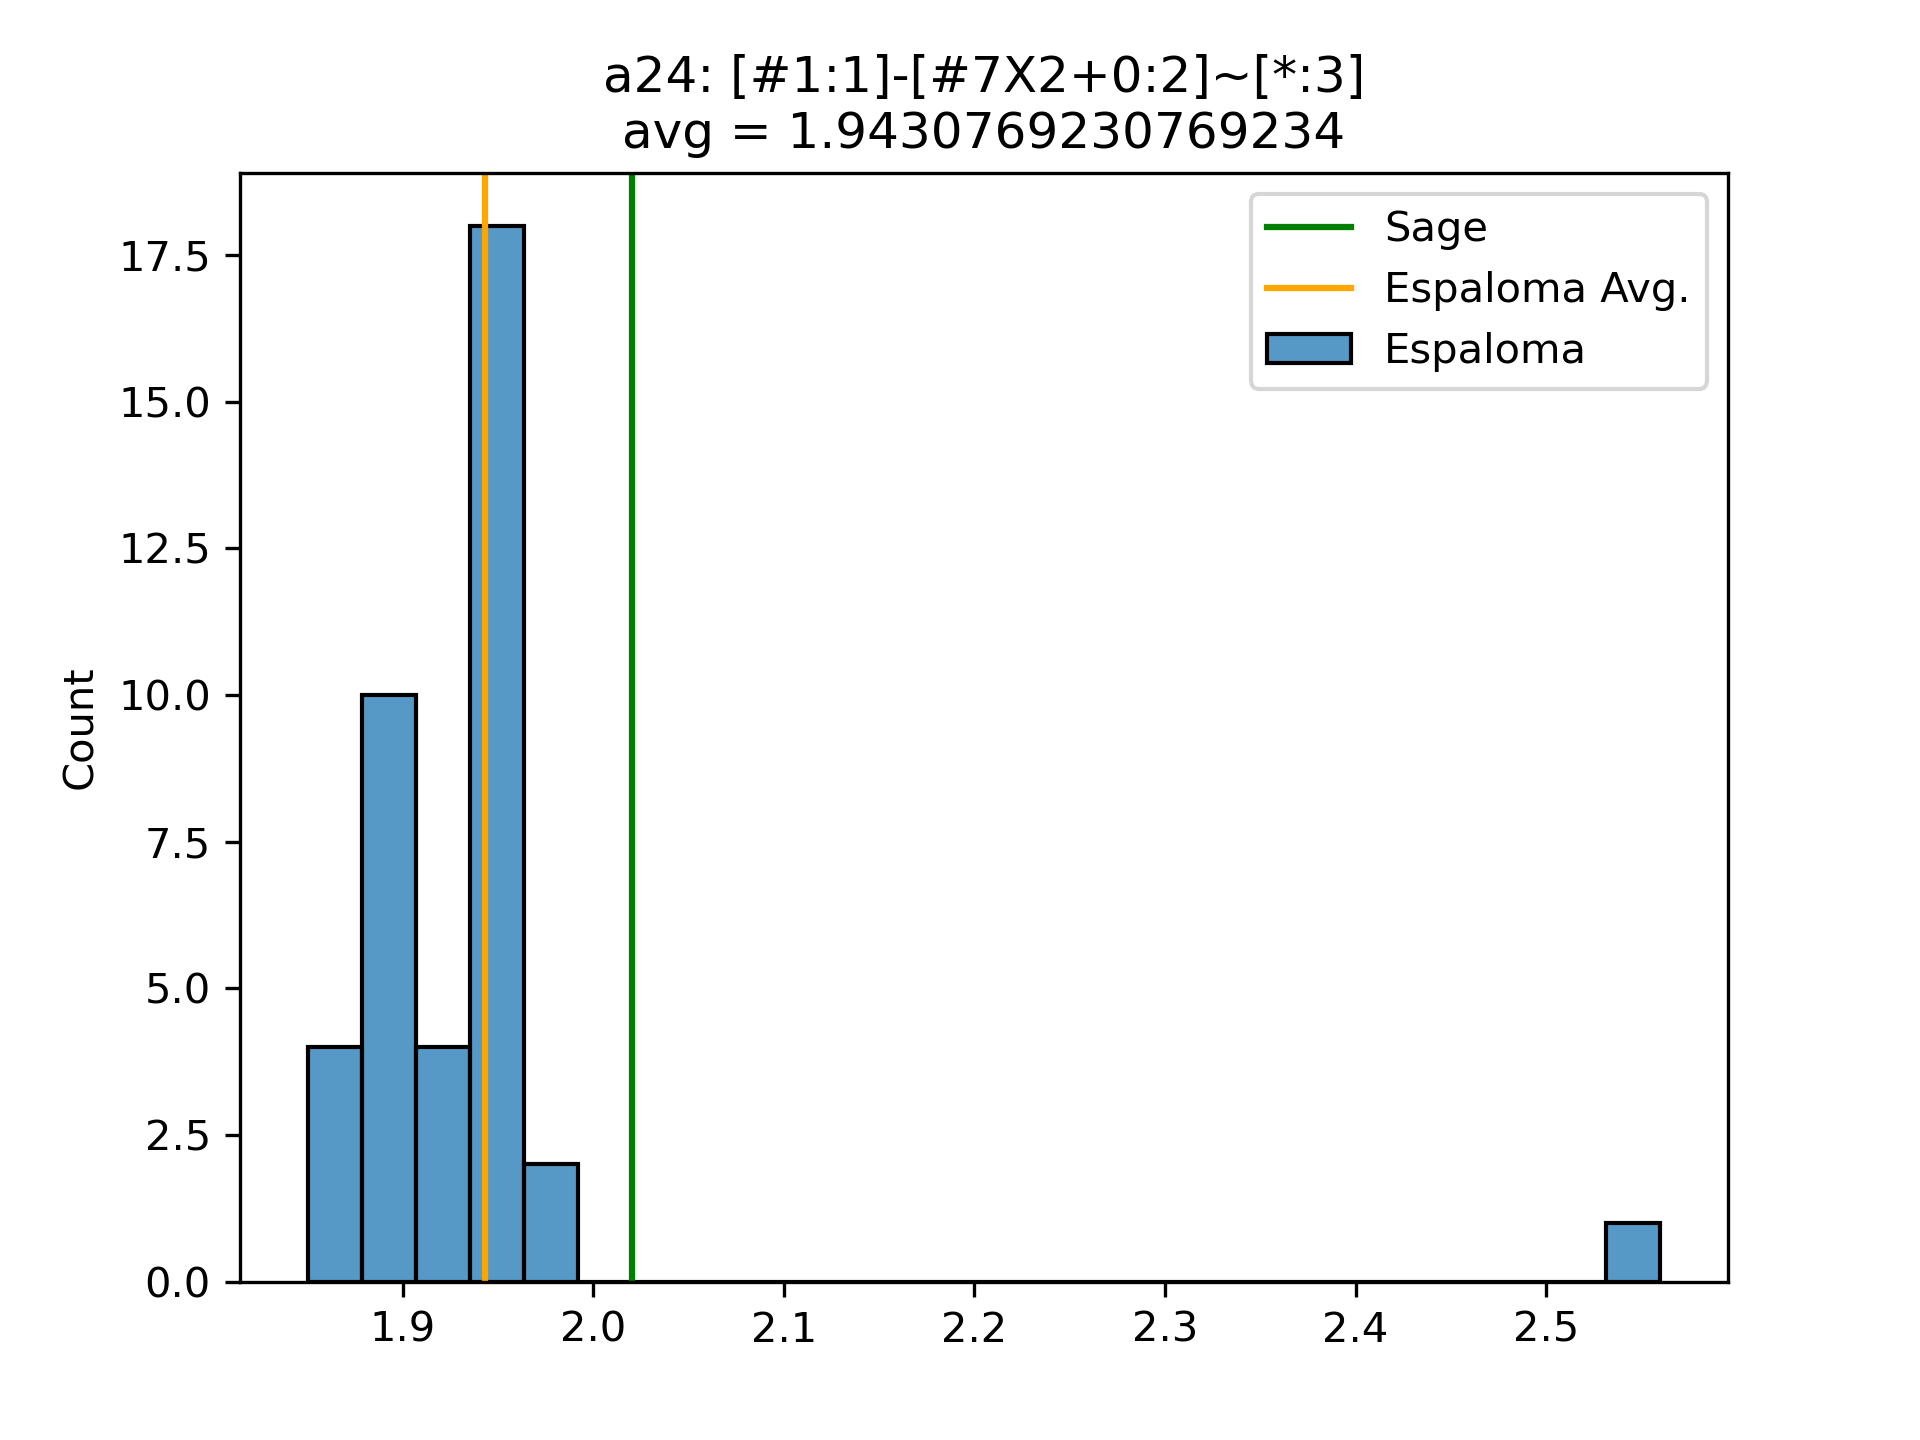 a24: [#1:1]-[#7X2+0:2]~[*:3]
avg = 1.9430769230769234
Sage
Espaloma Avg.
Espaloma
Count
17.5
15.0
12.5
10.0
7.5
5.0
2.5
0.0
1.9 2.0 2.1 2.2 2.3 2.4 2.5